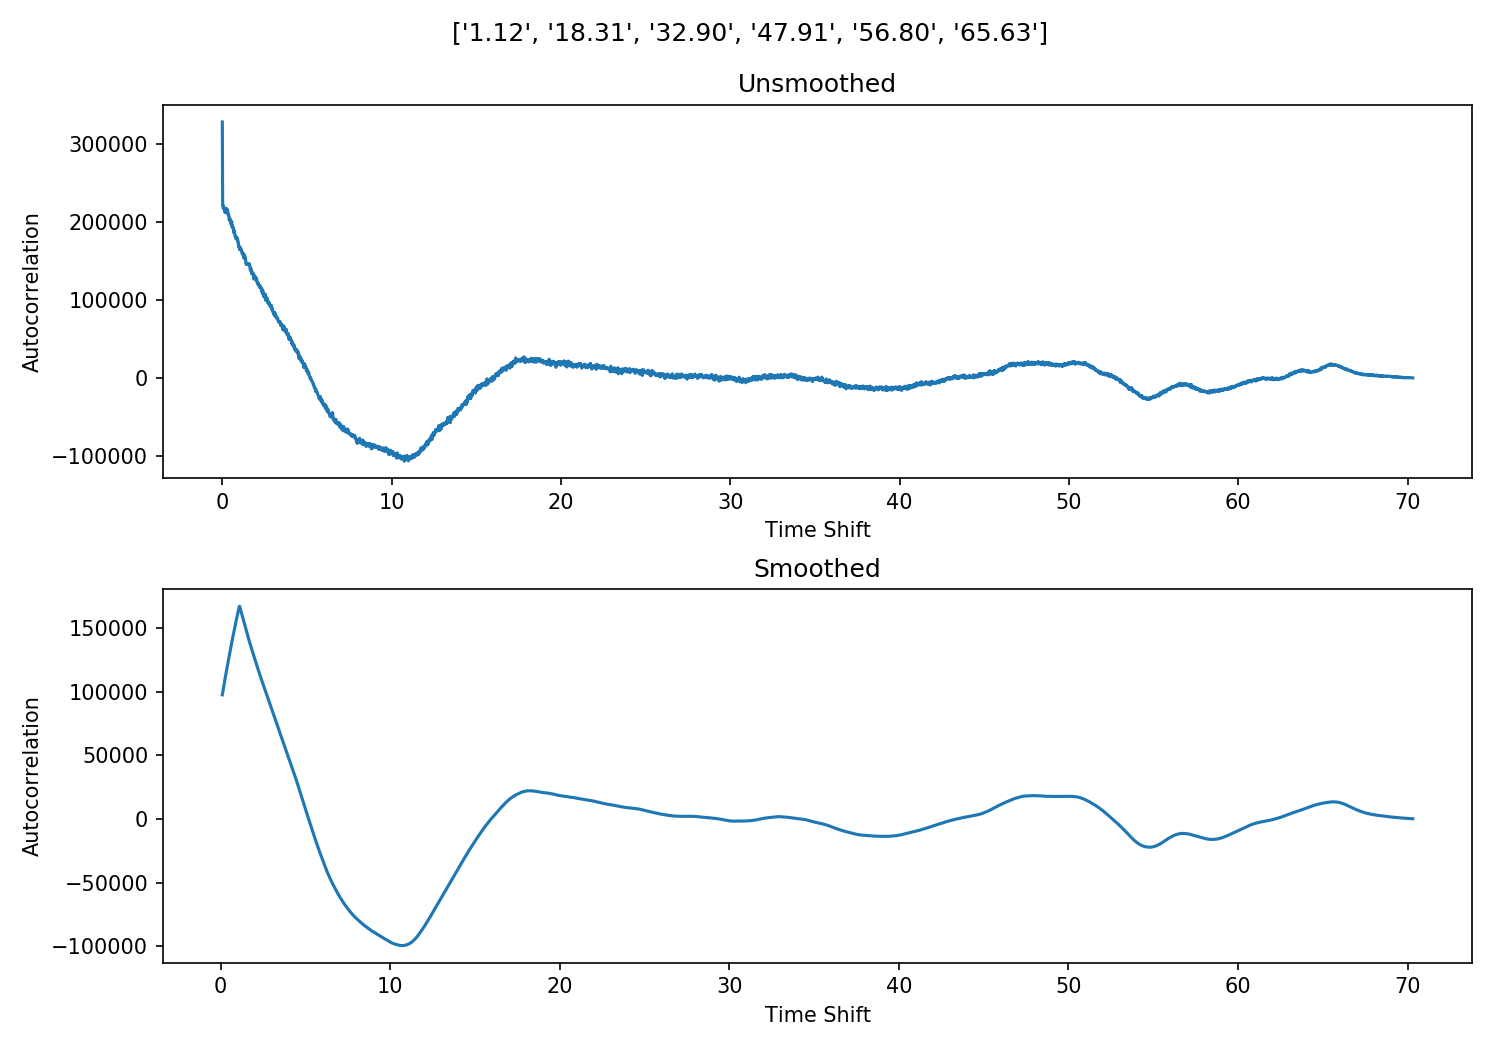 ['1.12', '18.31', '32.90', '47.91', '56.80', '65.63']
Unsmoothed
300000
200000
100000
0
−100000
Autocorrelation
0 10 20 30 40 50 60 70
Time Shift
Smoothed
150000
100000
50000
0
−50000
−100000
Autocorrelation
0 10 20 30 40 50 60 70
Time Shift